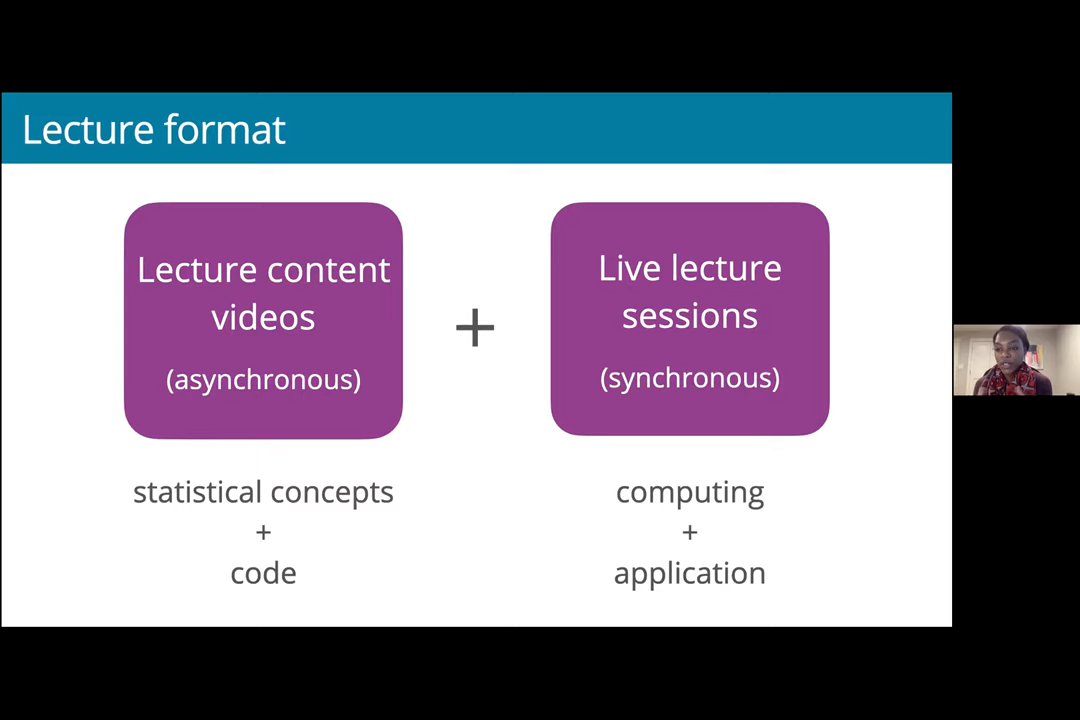 Lecture format
Lecture content
videos
(asynchronous)
+
Live lecture
sessions
(synchronous)
statistical concepts
+
code
computing
+
application